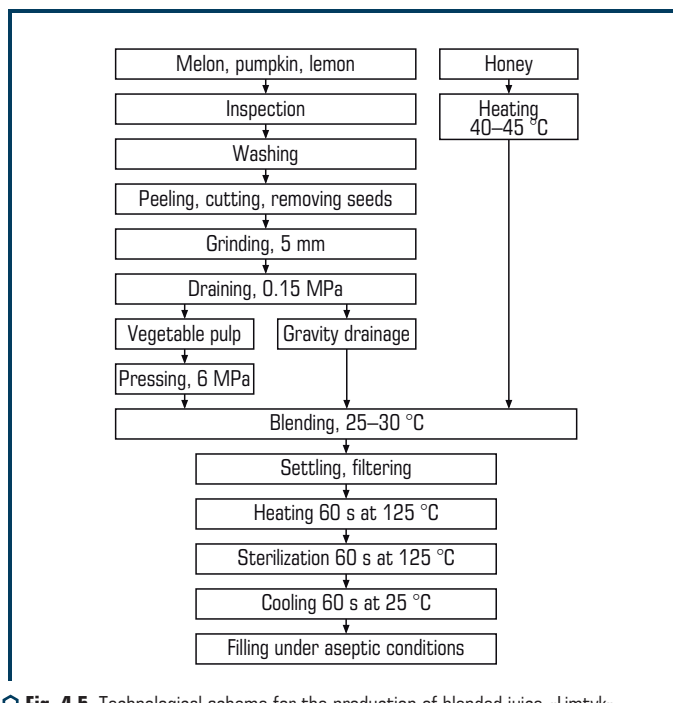 Melon, pumpkin, lemon
Honey
Inspection
Heating
40–45 °C
Washing
Peeling, cutting, removing seeds
Grinding, 5 mm
Draining, 0.15 MPa
Vegetable pulp
Gravity drainage
Pressing, 6 MPa
Blending, 25–30 °C
Settling, filtering
Heating 60 s at 125 °C
Sterilization 60 s at 125 °C
Cooling 60 s at 25 °C
Filling under aseptic conditions
Fig. 4.5. Technological scheme for the production of blended juice «Limtyk»